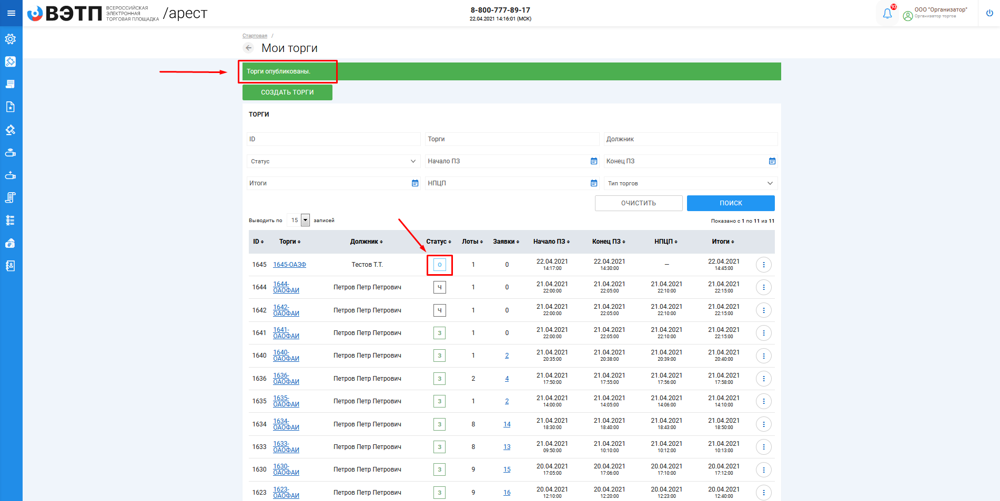 ВЭТП
ВСЕРОССИЙСКАЯ
ЭЛЕКТРОННАЯ
ТОРГОВАЯ ПЛОЩАДКА
/арест
8-800-777-89-17
22.04.2021 14:16:01 (МСК)
93
ООО "Организатор"
Организатор торгов
Стартовая /
Мои торги
Торги опубликованы.
СОЗДАТЬ ТОРГИ
ТОРГИ
ID Торги Должник
Статус Начало ПЗ Конец ПЗ
Итоги НПЦП Тип торгов
ОЧИСТИТЬ ПОИСК
Выводить по 15 записей Показано с 1 по 11 из 11
ID Торги Должник Статус Лоты Заявки Начало ПЗ Конец ПЗ НПЦП Итоги
1645 1645-ОАЗФ Тестов Т.Т. О 1 0 22.04.2021 22.04.2021 — 22.04.2021
14:17:00 14:30:00 14:45:00
1644 1644- Петров Петр Петрович Ч 1 0 21.04.2021 21.04.2021 21.04.2021 21.04.2021
ОАОФАИ 22:00:00 22:05:00 22:10:00 22:15:00
1642 1642- Петров Петр Петрович Ч 1 0 21.04.2021 21.04.2021 21.04.2021 21.04.2021
ОАОФАИ 22:00:00 22:05:00 22:10:00 22:15:00
1641 1641- Петров Петр Петрович З 1 0 21.04.2021 21.04.2021 21.04.2021 21.04.2021
ОАОФАИ 22:00:00 22:05:00 22:10:00 22:15:00
1640 1640- Петров Петр Петрович З 1 2 21.04.2021 21.04.2021 21.04.2021 21.04.2021
ОАОФАИ 20:35:00 20:38:00 20:39:00 20:40:00
1636 1636- Петров Петр Петрович З 2 4 21.04.2021 21.04.2021 21.04.2021 21.04.2021
ОАОФАИ 17:50:00 17:55:00 17:56:00 17:58:00
1635 1635- Петров Петр Петрович З 1 2 21.04.2021 21.04.2021 21.04.2021 21.04.2021
ОАОФАИ 14:00:00 14:05:00 14:06:00 14:10:00
1634 1634- Петров Петр Петрович З 8 14 21.04.2021 21.04.2021 21.04.2021 21.04.2021
ОАОФАИ 18:30:00 18:40:00 18:43:00 18:50:00
1633 1633- Петров Петр Петрович З 8 13 21.04.2021 21.04.2021 21.04.2021 21.04.2021
ОАОФАИ 09:50:00 10:10:00 10:12:00 10:13:00
1630 1630- Петров Петр Петрович З 9 15 20.04.2021 20.04.2021 20.04.2021 20.04.2021
ОАОФАИ 17:05:00 17:06:00 17:10:00 17:12:00
1623 1623- Петров Петр Петрович З 9 16 20.04.2021 20.04.2021 20.04.2021 20.04.2021
ОАОФАИ 12:10:00 12:20:00 12:23:00 12:40:00